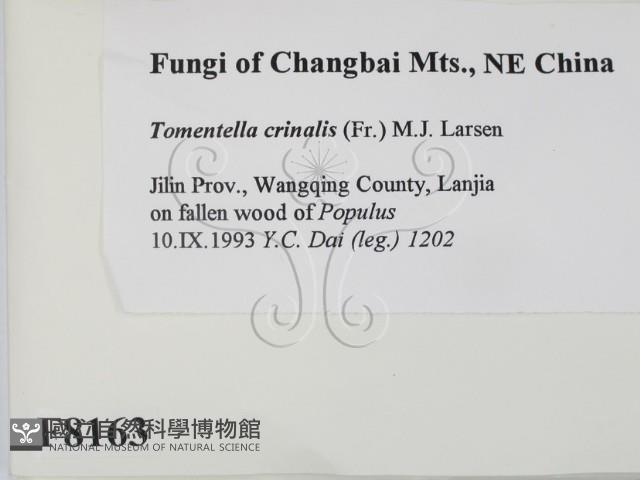 Fungi of Changbai Mts., NE China
Tomentella crinalis (Fr.) M.J. Larsen
Jilin Prov., Wangqing County, Lanjia
on fallen wood of Populus
10.IX.1993 Y.C. Dai (leg.) 1202
F8163
國立自然科學博物館
NATIONAL MUSEUM OF NATURAL SCIENCE